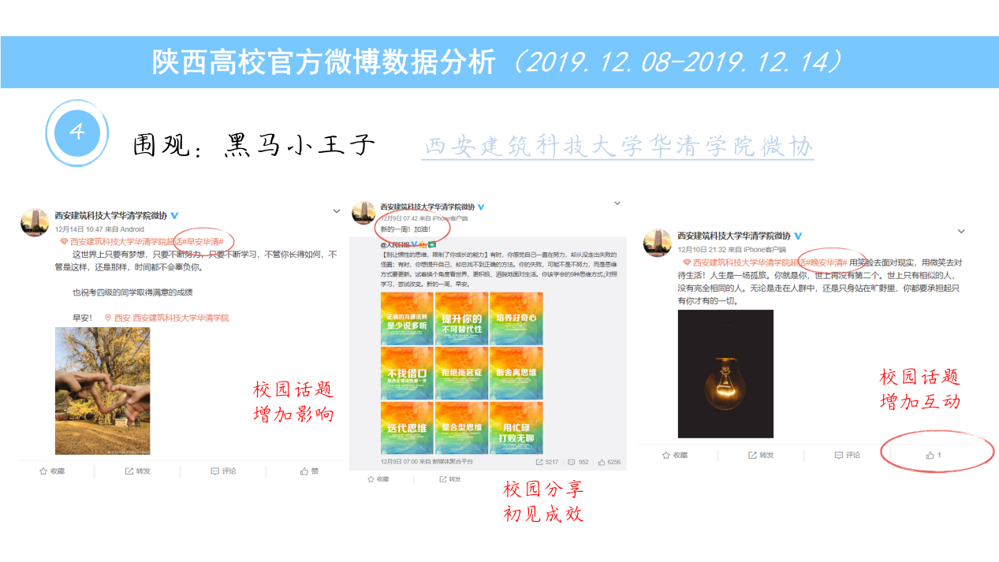 陕西高校官方微博数据分析（2019.12.08-2019.12.14）
4
围观：黑马小王子
西安建筑科技大学华清学院微协
西安建筑科技大学华清学院微协
12月14日 10:47 来自 Android
西安建筑科技大学华清学院超话#早安华清#
这世界上只要有梦想，只要不断努力，只要不断学习，不管你长得如何，不
管是这样，还是那样，时间都不会辜负你。
也祝考四级的同学取得满意的成绩
早安！ 西安·西安建筑科技大学华清学院
校园话题
增加影响
收藏 转发 评论 赞
西安建筑科技大学华清学院微协
12月9日 07:42 来自 iPhone客户端
新的一周！加油！
@人民日报
【别让惯性的思维，限制了你成长的能力】有时，你感觉自己一直在努力，却从没走出失败的
怪圈；有时，你想提升自己，却总找不到正确的方法。你的失败，可能不是不努力，而是思维
方式要更新。试着换个角度看世界，更积极、洒脱地面对生活。你该学会的9种思维方式↓对照
学习，尝试改变。新的一周，早安。
正确的沟通法则
是少说多听
提升你的
不可替代性
培养好奇心
不找借口
是改正错误的第一步
拒绝拖延症
断舍离思维
迭代思维
整合型思维
用忙碌
打败无聊
12月9日 07:00 来自 新媒体聚合平台
5217 952 6256
收藏 转发
校园分享
初见成效
西安建筑科技大学华清学院微协
12月10日 21:32 来自 iPhone客户端
西安建筑科技大学华清学院超话#晚安华清# 用笑脸去面对现实，用微笑去对
待生活！人生是一场孤旅。你就是你，世上再没有第二个。世上只有相似的人，
没有完全相同的人。无论是走在人群中，还是只身站在旷野里，你都要承担起只
有你才有的一切。
校园话题
增加互动
收藏 转发 评论 1